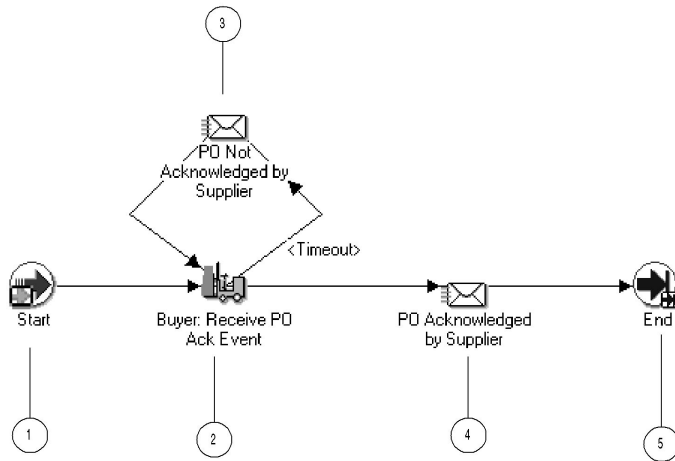 3
PO Not
Acknowledged by
Supplier
<Timeout>
Start
Buyer: Receive PO
Ack Event
PO Acknowledged
by Supplier
End
1
2
4
5